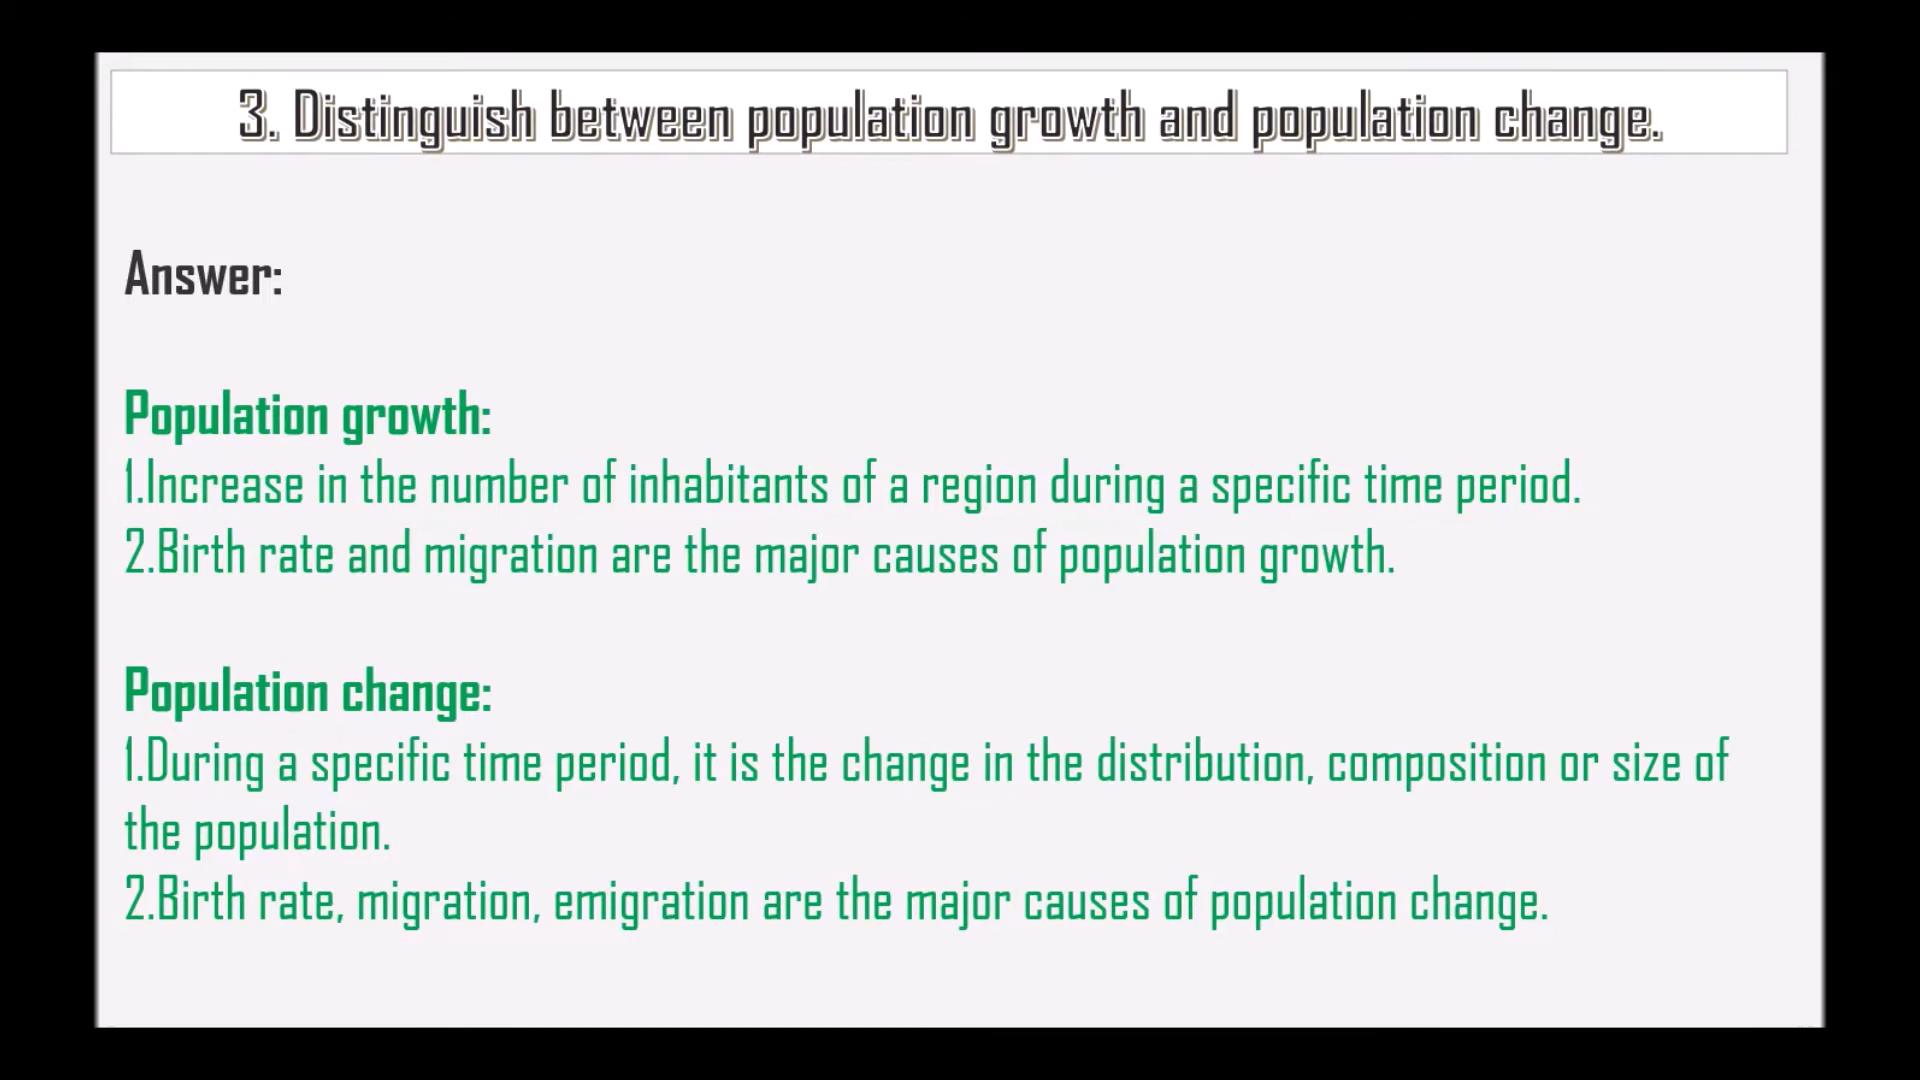 3. Distinguish between population growth and population change.
Answer:
Population growth:
1.Increase in the number of inhabitants of a region during a specific time period.
2.Birth rate and migration are the major causes of population growth.
Population change:
1.During a specific time period, it is the change in the distribution, composition or size of
the population.
2.Birth rate, migration, emigration are the major causes of population change.